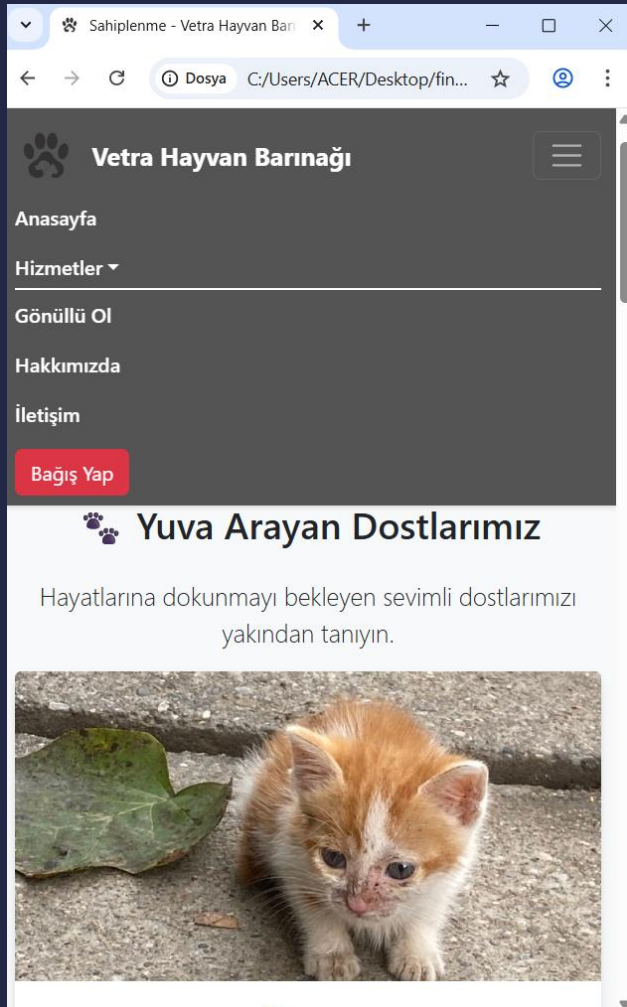 Sahiplenme - Vetra Hayvan Barı
Dosya C:/Users/ACER/Desktop/fin...
Vetra Hayvan Barınağı
Anasayfa
Hizmetler
Gönüllü Ol
Hakkımızda
İletişim
Bağış Yap
Yuva Arayan Dostlarımız
Hayatlarına dokunmayı bekleyen sevimli dostlarımızı
yakından tanıyın.